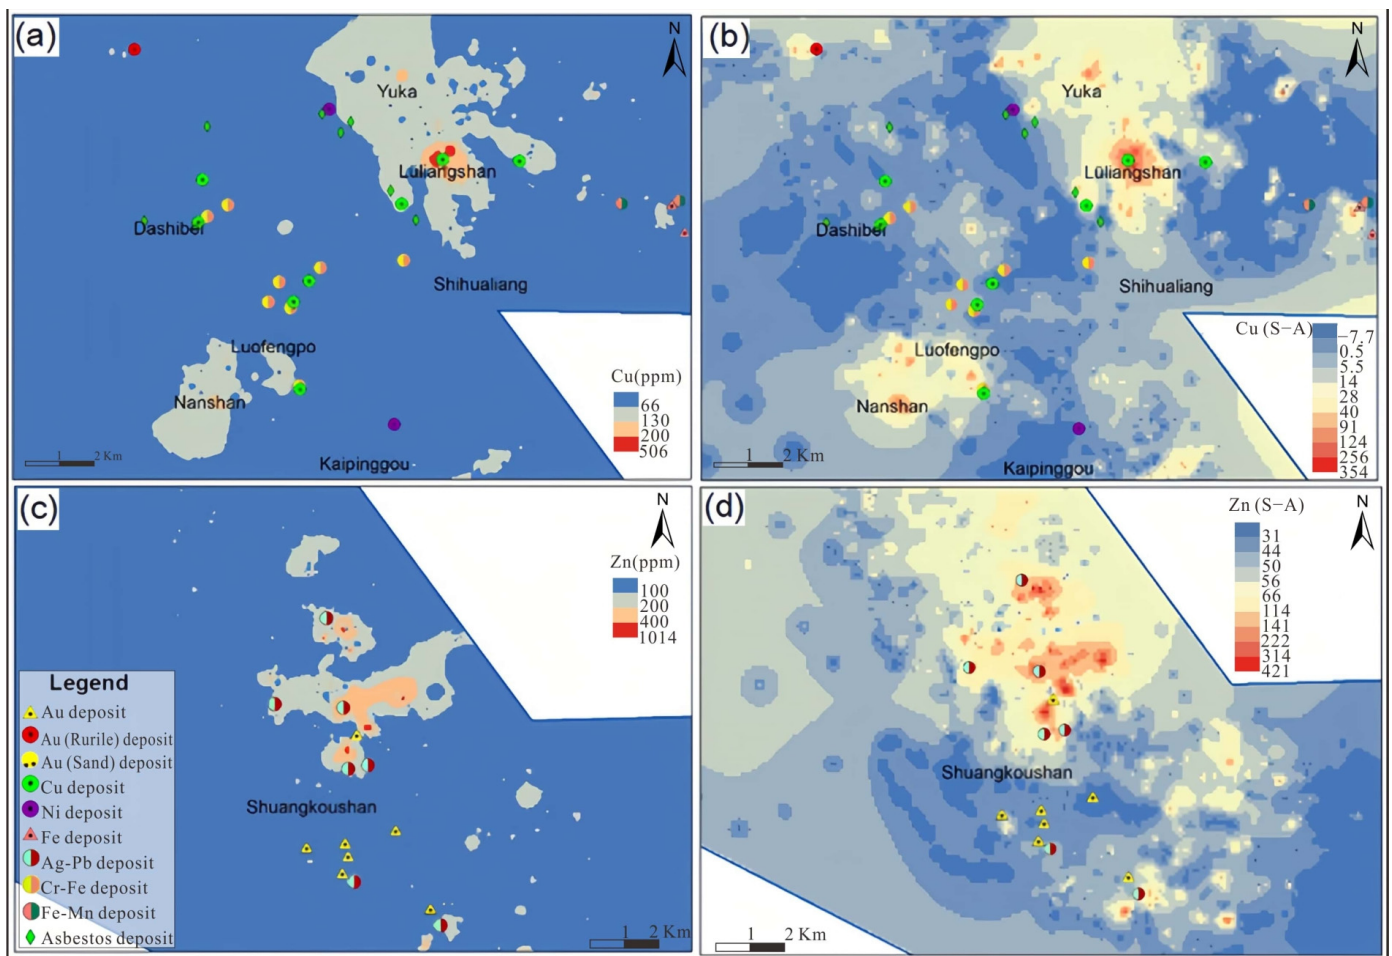 (a)
N
Yuka
Lüliangshan
Dashibei
Shihualiang
Luofengpo
Nanshan
Kaipinggou
Cu(ppm)
66
130
200
506
1 2 Km
(b)
N
Yuka
Lüliangshan
Dashibei
Shihualiang
Luofengpo
Nanshan
Kaipinggou
Cu (S−A)
−7.7
0.5
5.5
14
28
40
91
124
256
354
1 2 Km
(c)
N
Zn(ppm)
100
200
400
1014
Shuangkoushan
Legend
Au deposit
Au (Rurile) deposit
Au (Sand) deposit
Cu deposit
Ni deposit
Fe deposit
Ag-Pb deposit
Cr-Fe deposit
Fe-Mn deposit
Asbestos deposit
1 2 Km
(d)
Zn (S−A)
N
31
44
50
56
66
114
141
222
314
421
Shuangkoushan
1 2 Km